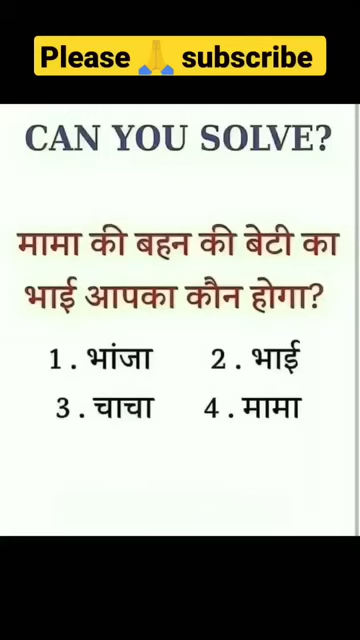 Please 🙏 subscribe
CAN YOU SOLVE?
मामा की बहन की बेटी का
भाई आपका कौन होगा?
1 . भांजा 2 . भाई
3 . चाचा 4 . मामा